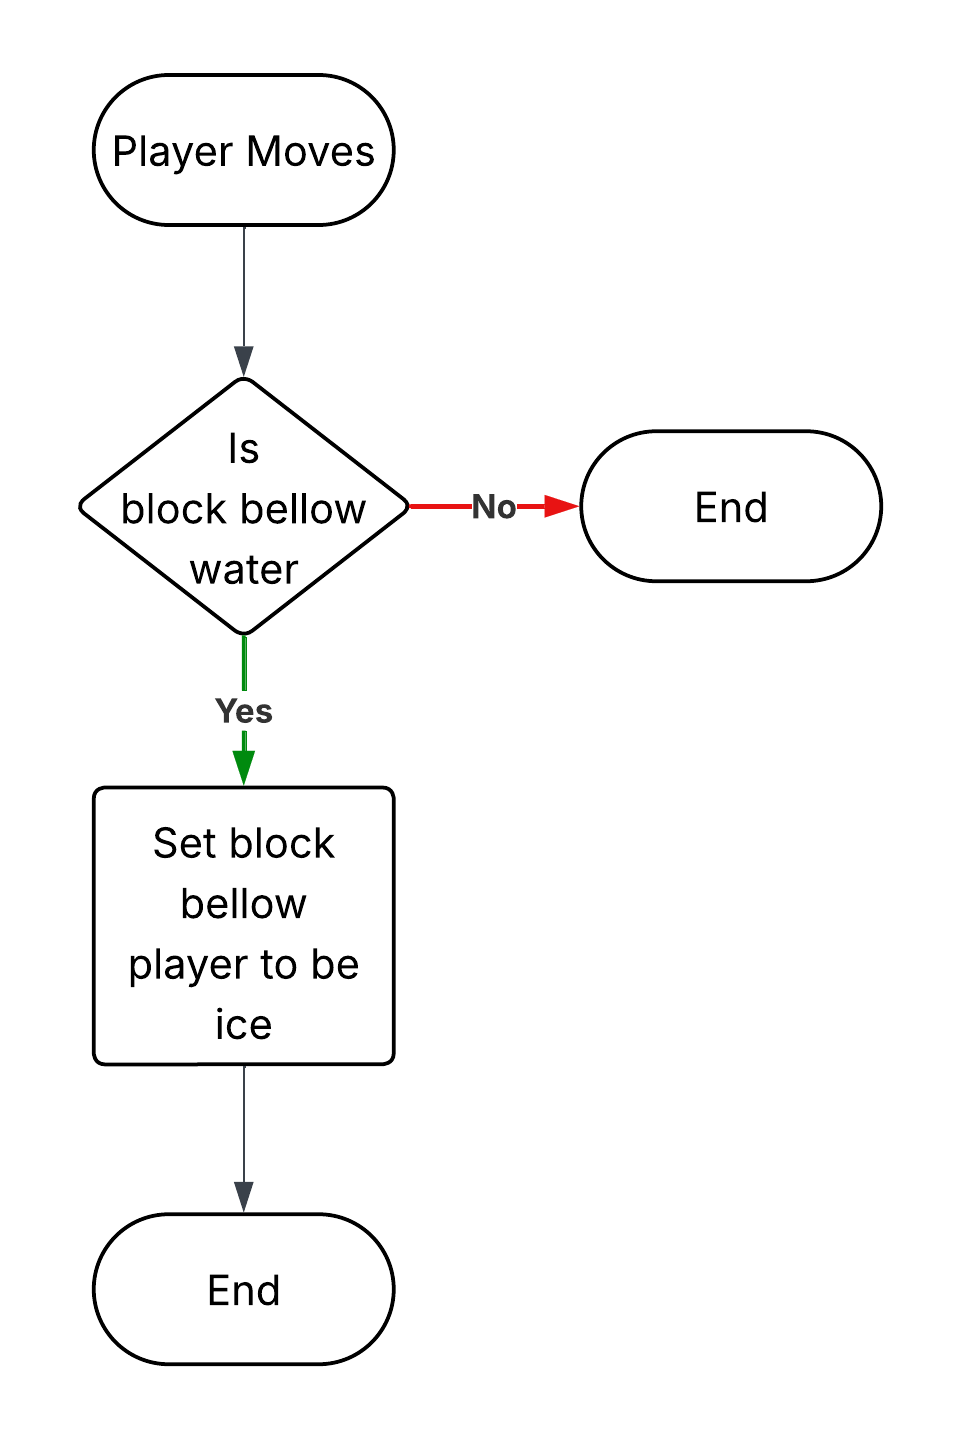 Player Moves
Is
block bellow
water
No
End
Yes
Set block
bellow
player to be
ice
End